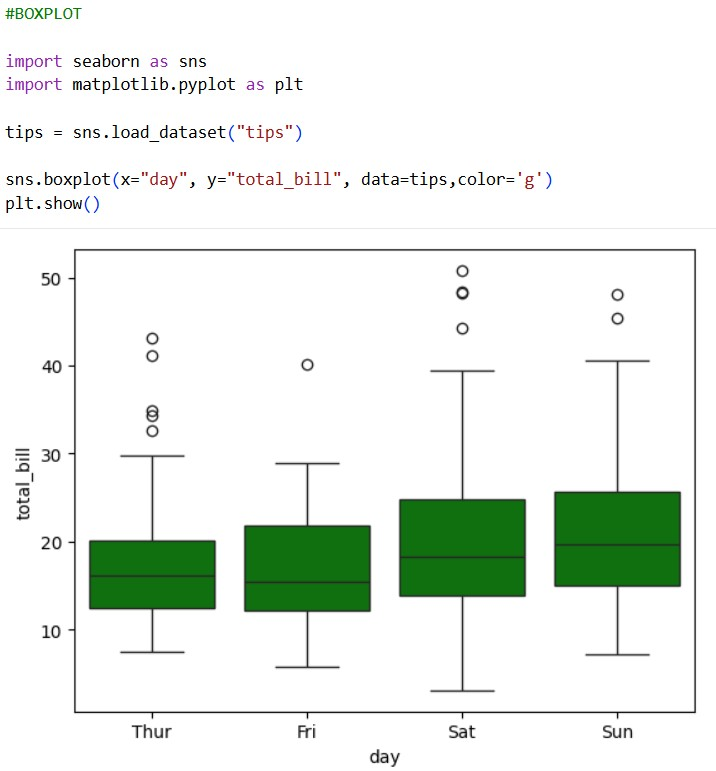 #BOXPLOT
import seaborn as sns
import matplotlib.pyplot as plt
tips = sns.load_dataset("tips")
sns.boxplot(x="day", y="total_bill", data=tips,color='g')
plt.show()
50
40
30
20
10
total_bill
Thur Fri Sat Sun
day